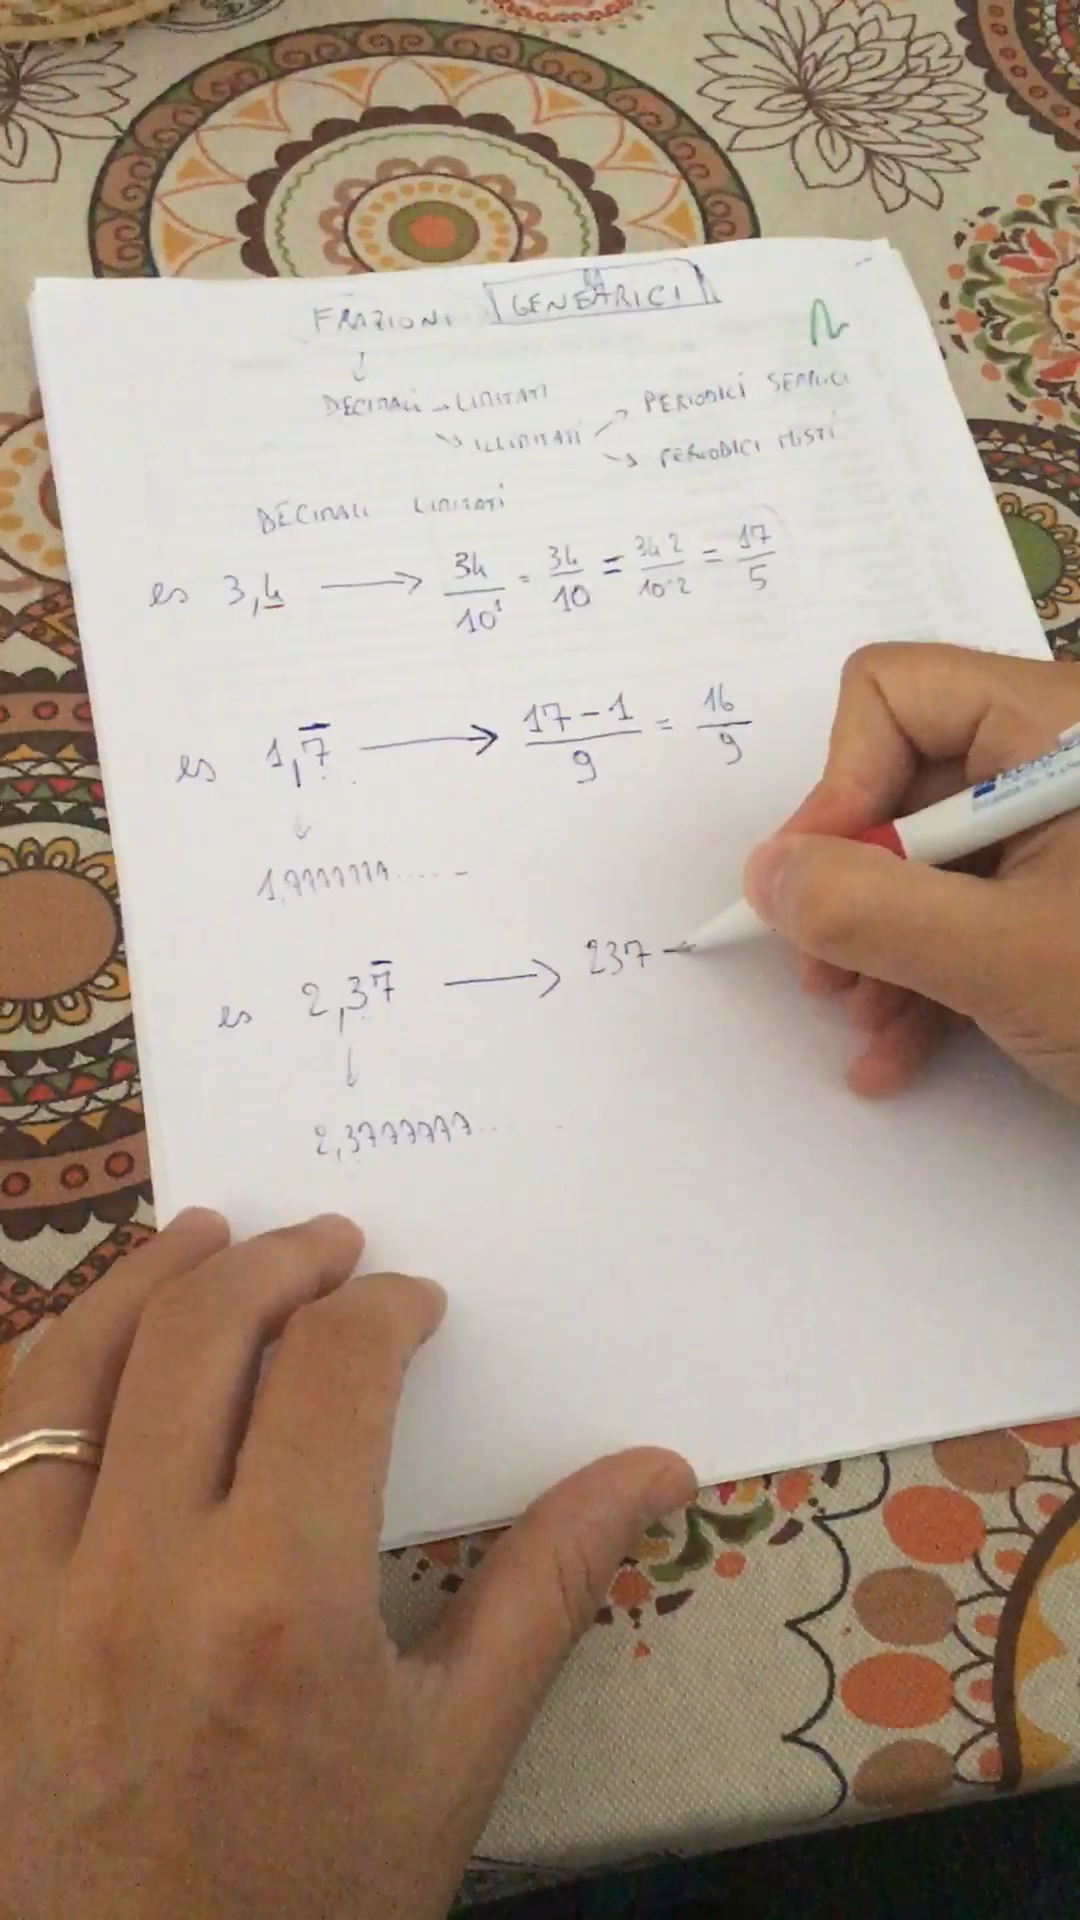 FRAZIONI GENERATRICI
DECIMALI → LIMITATI
↘ ILLIMITATI ↗ PERIODICI SEMPLICI
↘ PERIODICI MISTI
DECIMALI LIMITATI
es 3,4 → 34/10¹ = 34/10 = 34:2/10:2 = 17/5
es 1,7̅ → 17-1/9 = 16/9
↓
1,7777777.....
es 2,37̅ → 237 -
↓
2,3777777...